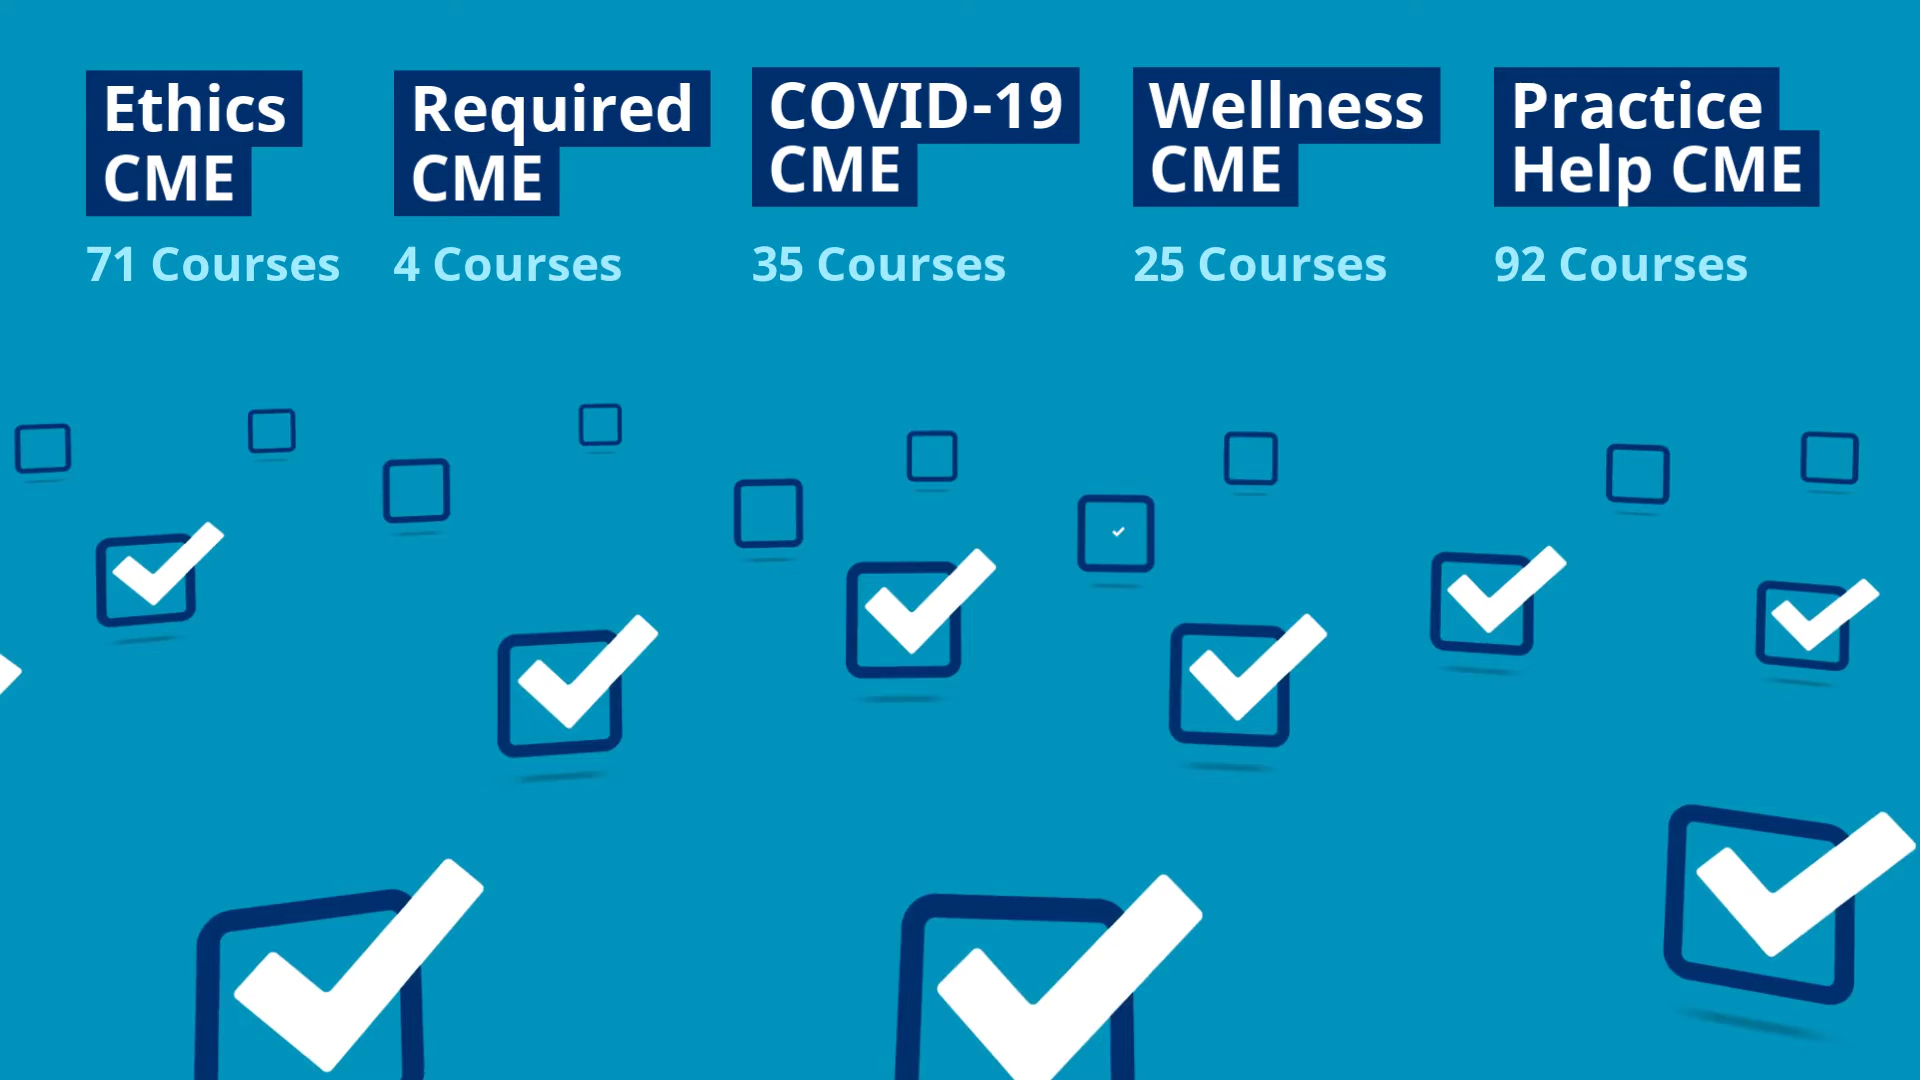 Ethics
CME
71 Courses
Required
CME
4 Courses
COVID-19
CME
35 Courses
Wellness
CME
25 Courses
Practice
Help CME
92 Courses